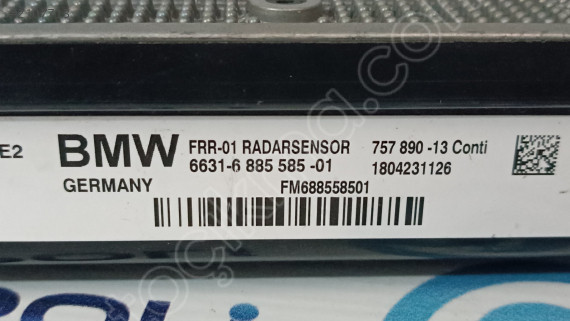 E2
BMW
FRR-01 RADARSENSOR
757 890 -13 Conti
6631-6 885 585 -01
1804231126
GERMANY
FM688558501